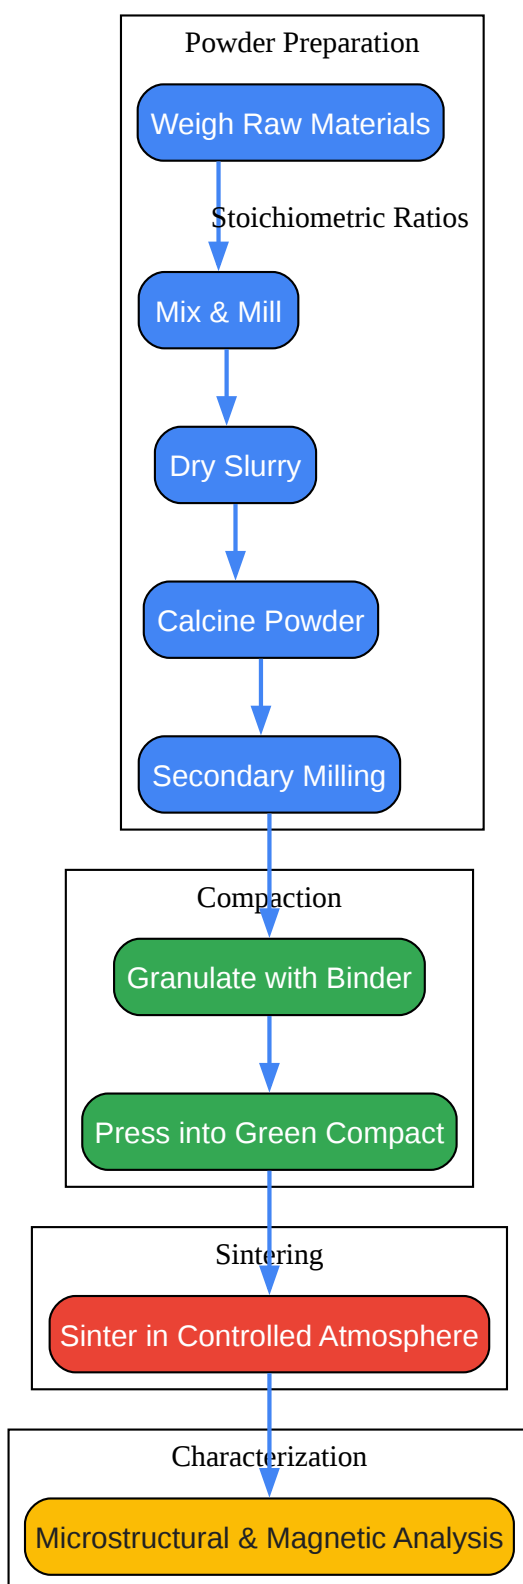 Powder Preparation
Weigh Raw Materials
Stoichiometric Ratios
Mix & Mill
Dry Slurry
Calcine Powder
Secondary Milling
Compaction
Granulate with Binder
Press into Green Compact
Sintering
Sinter in Controlled Atmosphere
Characterization
Microstructural & Magnetic Analysis